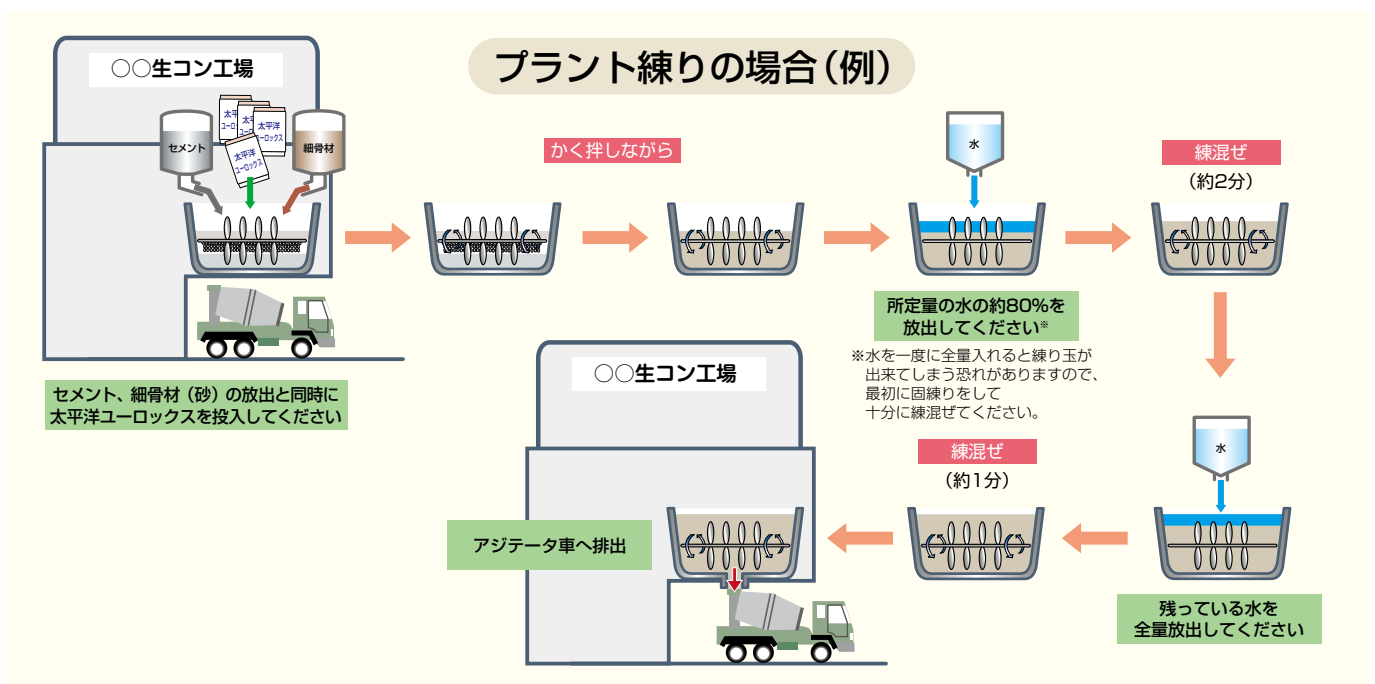 プラント練りの場合（例）
○○生コン工場
太平洋
ユーロックス
太平洋
ユーロックス
セメント
細骨材
セメント、細骨材（砂）の放出と同時に
太平洋ユーロックスを投入してください
かく拌しながら
水
所定量の水の約80%を
放出してください※
※水を一度に全量入れると練り玉が
出来てしまう恐れがありますので、
最初に固練りをして
十分に練混ぜてください。
練混ぜ
（約2分）
水
残っている水を
全量放出してください
練混ぜ
（約1分）
○○生コン工場
アジテータ車へ排出